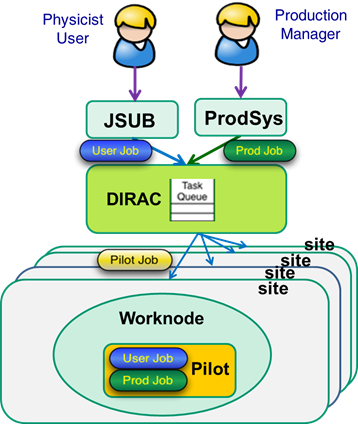 Physicist
User
Production
Manager
JSUB
ProdSys
User Job
Prod Job
DIRAC
Task
Queue
Pilot Job
site
site
site
site
Worknode
User Job
Prod Job
Pilot